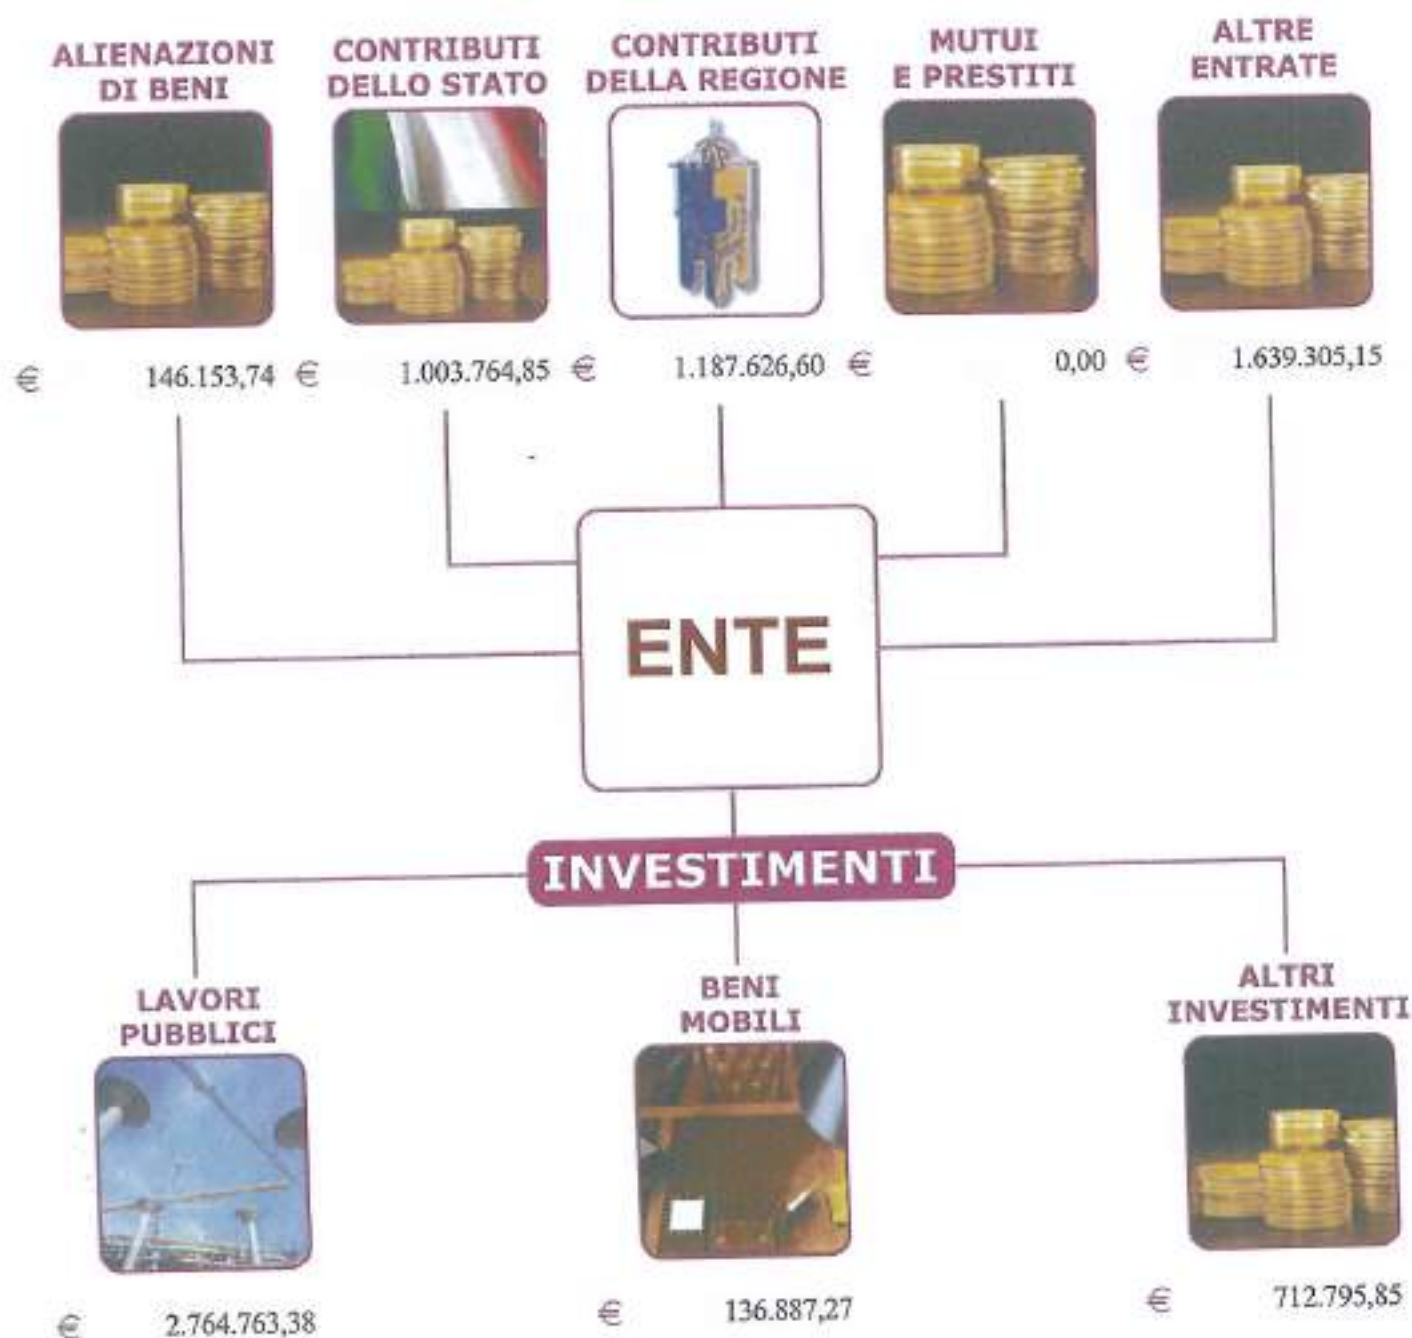 ALIENAZIONI
DI BENI
CONTRIBUTI
DELLO STATO
CONTRIBUTI
DELLA REGIONE
MUTUI
E PRESTITI
ALTRE
ENTRATE
€ 146.153,74 € 1.003.764,85 € 1.187.626,60 € 0,00 € 1.639.305,15
ENTE
INVESTIMENTI
LAVORI
PUBBLICI
BENI
MOBILI
ALTRI
INVESTIMENTI
€ 2.764.763,38 € 136.887,27 € 712.795,85